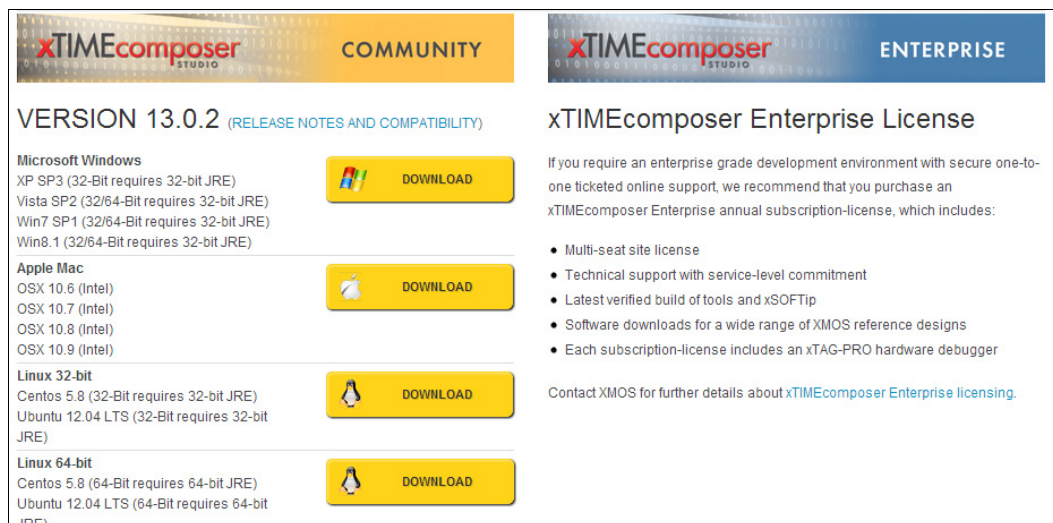 xTIMEcomposer
STUDIO
COMMUNITY
VERSION 13.0.2 (RELEASE NOTES AND COMPATIBILITY)
Microsoft Windows
XP SP3 (32-Bit requires 32-bit JRE)
Vista SP2 (32/64-Bit requires 32-bit JRE)
Win7 SP1 (32/64-Bit requires 32-bit JRE)
Win8.1 (32/64-Bit requires 32-bit JRE)
DOWNLOAD
Apple Mac
OSX 10.6 (Intel)
OSX 10.7 (Intel)
OSX 10.8 (Intel)
OSX 10.9 (Intel)
DOWNLOAD
Linux 32-bit
Centos 5.8 (32-Bit requires 32-bit JRE)
Ubuntu 12.04 LTS (32-Bit requires 32-bit
JRE)
DOWNLOAD
Linux 64-bit
Centos 5.8 (64-Bit requires 64-bit JRE)
Ubuntu 12.04 LTS (64-Bit requires 64-bit
JRE)
DOWNLOAD
xTIMEcomposer
STUDIO
ENTERPRISE
xTIMEcomposer Enterprise License
If you require an enterprise grade development environment with secure one-to-
one ticketed online support, we recommend that you purchase an
xTIMEcomposer Enterprise annual subscription-license, which includes:
• Multi-seat site license
• Technical support with service-level commitment
• Latest verified build of tools and xSOFTip
• Software downloads for a wide range of XMOS reference designs
• Each subscription-license includes an xTAG-PRO hardware debugger
Contact XMOS for further details about xTIMEcomposer Enterprise licensing.